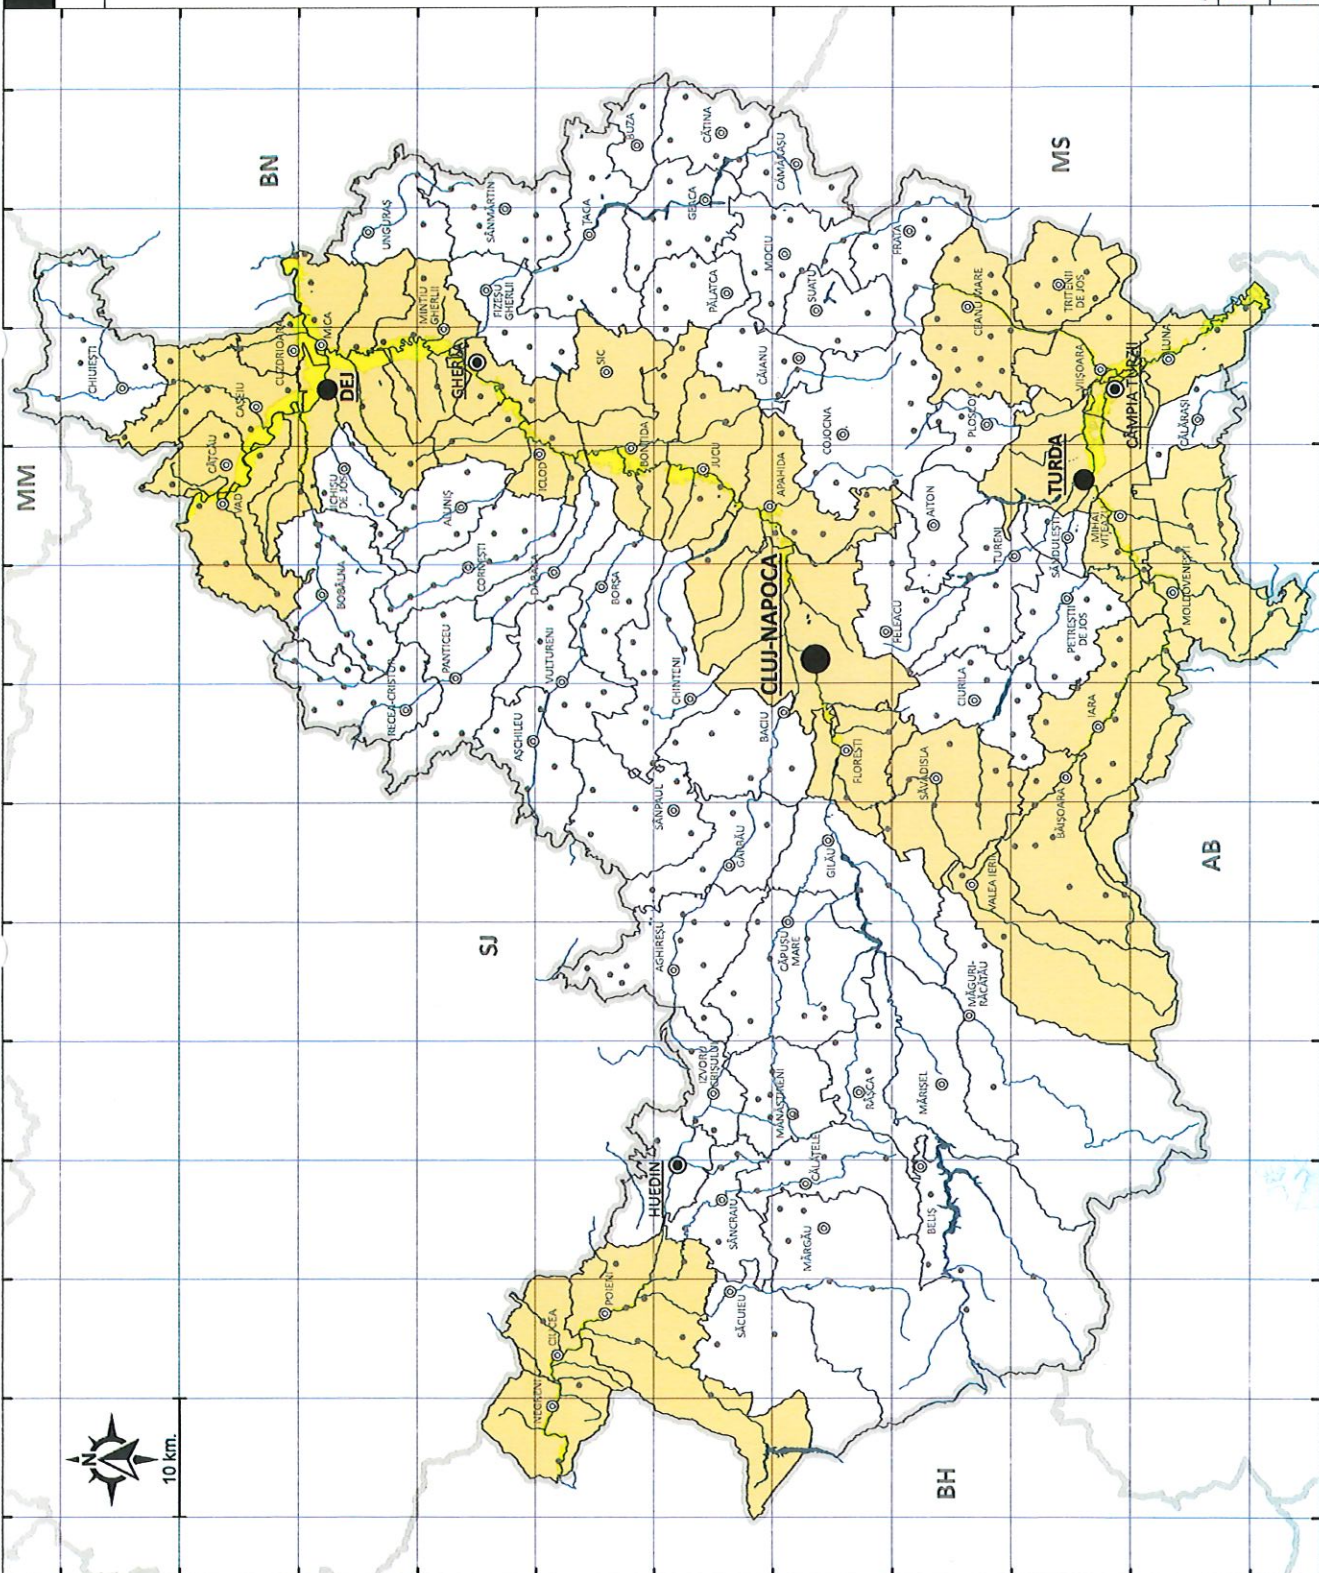 N
10 km.
MM
SJ
BN
CHIUIEȘTI
CÂȚCĂU
VAD
CĂȘEIU
CUZDRIOARA
MICA
DEJ
BOBÂLNA
ICHIȘU
DE JOS
UNGURAȘ
RECEA-CRISTUR
MINTIU
GHERLII
PANTICEU
ALUNIȘ
GHERLA
CORNEȘTI
SÂNMĂRTIN
FIZEȘU
GHERLII
AȘCHILEU
NEGRENI
CIUCEA
VULTURENI
DĂBÂCA
ICLOD
ȚAGA
POIENI
BORȘA
SIC
BUZA
HUEDIN
AGHIREȘU
SÂNPAUL
CHINTENI
BONȚIDA
GEACA
IZVORU
CRIȘULUI
JUCU
PĂLATCA
CĂTINA
SÂNCRAIU
GÂRBĂU
SĂCUIEU
BACIU
CLUJ-NAPOCA
APAHIDA
CĂIANU
MOCIU
CĂMĂRAȘU
MĂNĂSTIRENI
CĂPUȘU
MARE
CĂLĂȚELE
MĂRGĂU
GILĂU
COJOCNA
SUATU
FLOREȘTI
RÂȘCA
FELEACU
AITON
FRATA
BELIȘ
MĂRIȘEL
SĂVĂDISLA
CIURILA
PLOSCOȘ
CEANU MARE
MĂGURI-
RĂCĂTĂU
VALEA IERII
TURENI
BH
TURDA
SĂNDULEȘTI
PETREȘTII
DE JOS
TRITENII
DE JOS
MS
BĂIȘOARA
IARA
MIHAI
VITEAZU
VIIȘOARA
CÂMPIA TURZII
LUNA
MOLDOVENEȘTI
CĂLĂRAȘI
AB